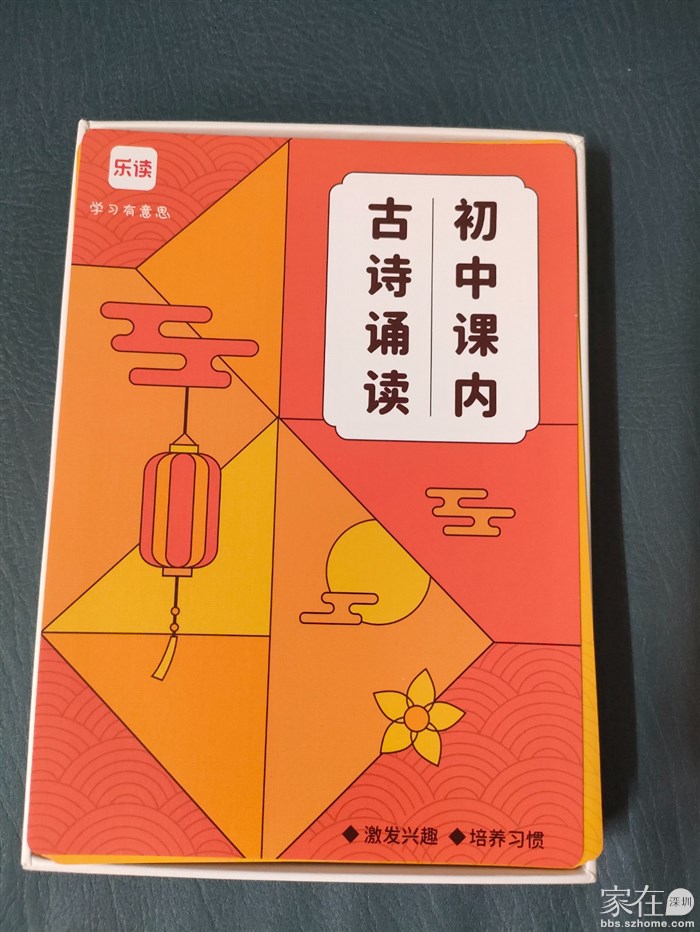 乐读
学习有意思
初中课内
古诗诵读
◆激发兴趣 ◆培养习惯
家在深圳
bbs.szhome.com